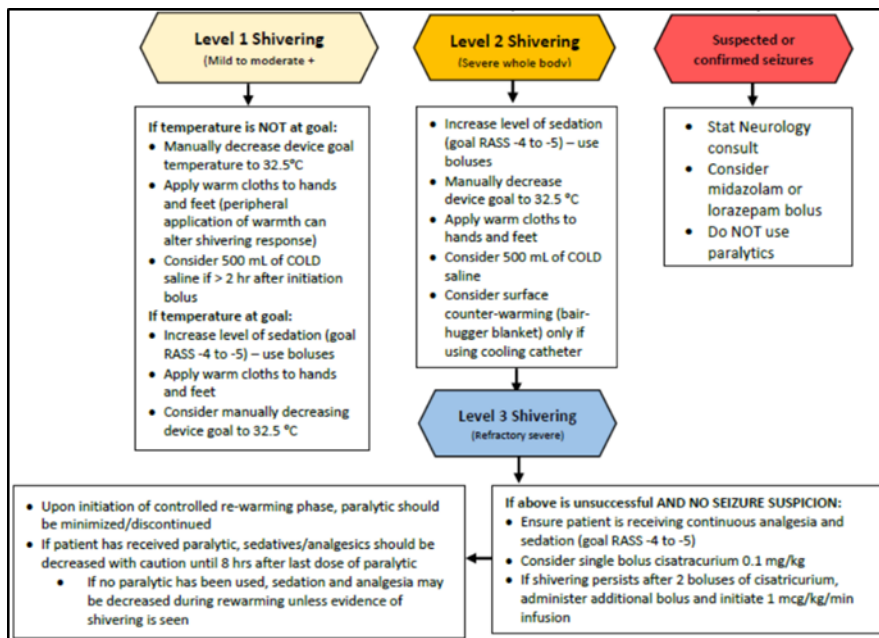 Level 1 Shivering
(Mild to moderate +
If temperature is NOT at goal:
• Manually decrease device goal
temperature to 32.5°C
• Apply warm cloths to hands
and feet (peripheral
application of warmth can
alter shivering response)
• Consider 500 mL of COLD
saline if > 2 hr after initiation
bolus
If temperature at goal:
• Increase level of sedation (goal
RASS -4 to -5) – use boluses
• Apply warm cloths to hands
and feet
• Consider manually decreasing
device goal to 32.5 °C
Level 2 Shivering
(Severe whole body)
• Increase level of sedation
(goal RASS -4 to -5) – use
boluses
• Manually decrease
device goal to 32.5 °C
• Apply warm cloths to
hands and feet
• Consider 500 mL of COLD
saline
• Consider surface
counter-warming (bair-
hugger blanket) only if
using cooling catheter
Suspected or
confirmed seizures
• Stat Neurology
consult
• Consider
midazolam or
lorazepam bolus
• Do NOT use
paralytics
Level 3 Shivering
(Refractory severe)
If above is unsuccessful AND NO SEIZURE SUSPICION:
• Ensure patient is receiving continuous analgesia and
sedation (goal RASS -4 to -5)
• Consider single bolus cisatracurium 0.1 mg/kg
• If shivering persists after 2 boluses of cisatricurium,
administer additional bolus and initiate 1 mcg/kg/min
infusion
• Upon initiation of controlled re-warming phase, paralytic should
be minimized/discontinued
• If patient has received paralytic, sedatives/analgesics should be
decreased with caution until 8 hrs after last dose of paralytic
• If no paralytic has been used, sedation and analgesia may
be decreased during rewarming unless evidence of
shivering is seen